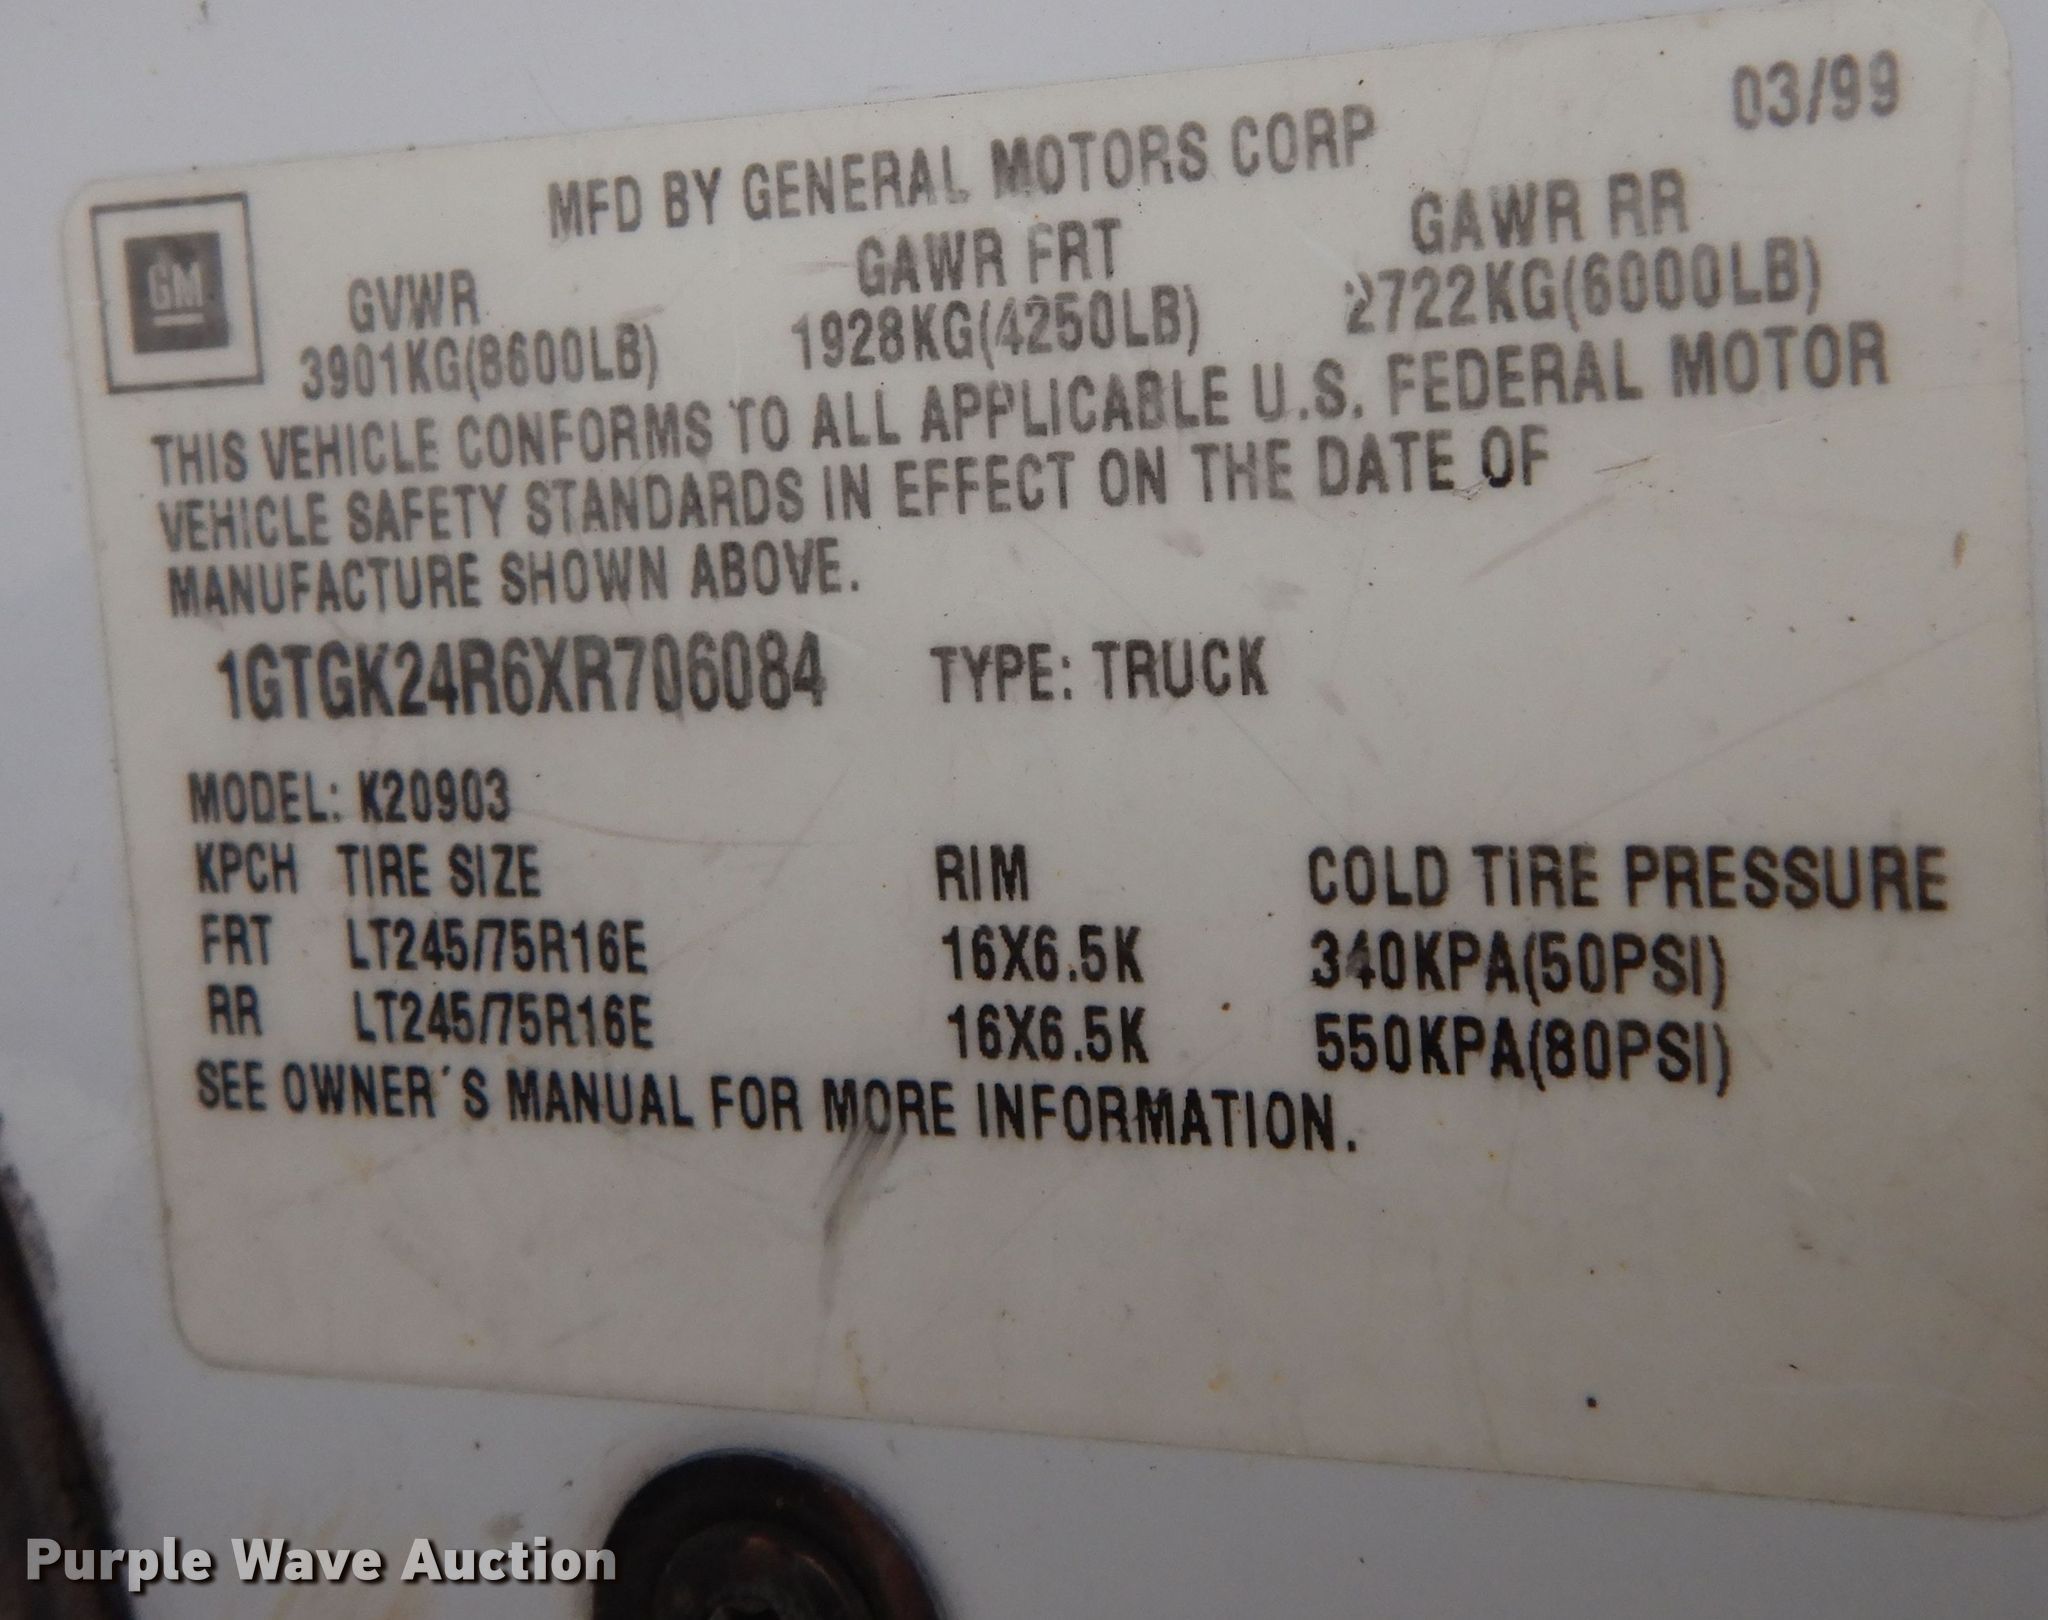 03/99
MFD BY GENERAL MOTORS CORP
GM
GVWR GAWR FRT GAWR RR
3901KG(8600LB) 1928KG(4250LB) 2722KG(6000LB)
THIS VEHICLE CONFORMS TO ALL APPLICABLE U.S. FEDERAL MOTOR
VEHICLE SAFETY STANDARDS IN EFFECT ON THE DATE OF
MANUFACTURE SHOWN ABOVE.
1GTGK24R6XR706084 TYPE: TRUCK
MODEL: K20903
KPCH TIRE SIZE RIM COLD TIRE PRESSURE
FRT LT245/75R16E 16X6.5K 340KPA(50PSI)
RR LT245/75R16E 16X6.5K 550KPA(80PSI)
SEE OWNER´S MANUAL FOR MORE INFORMATION.
Purple Wave Auction